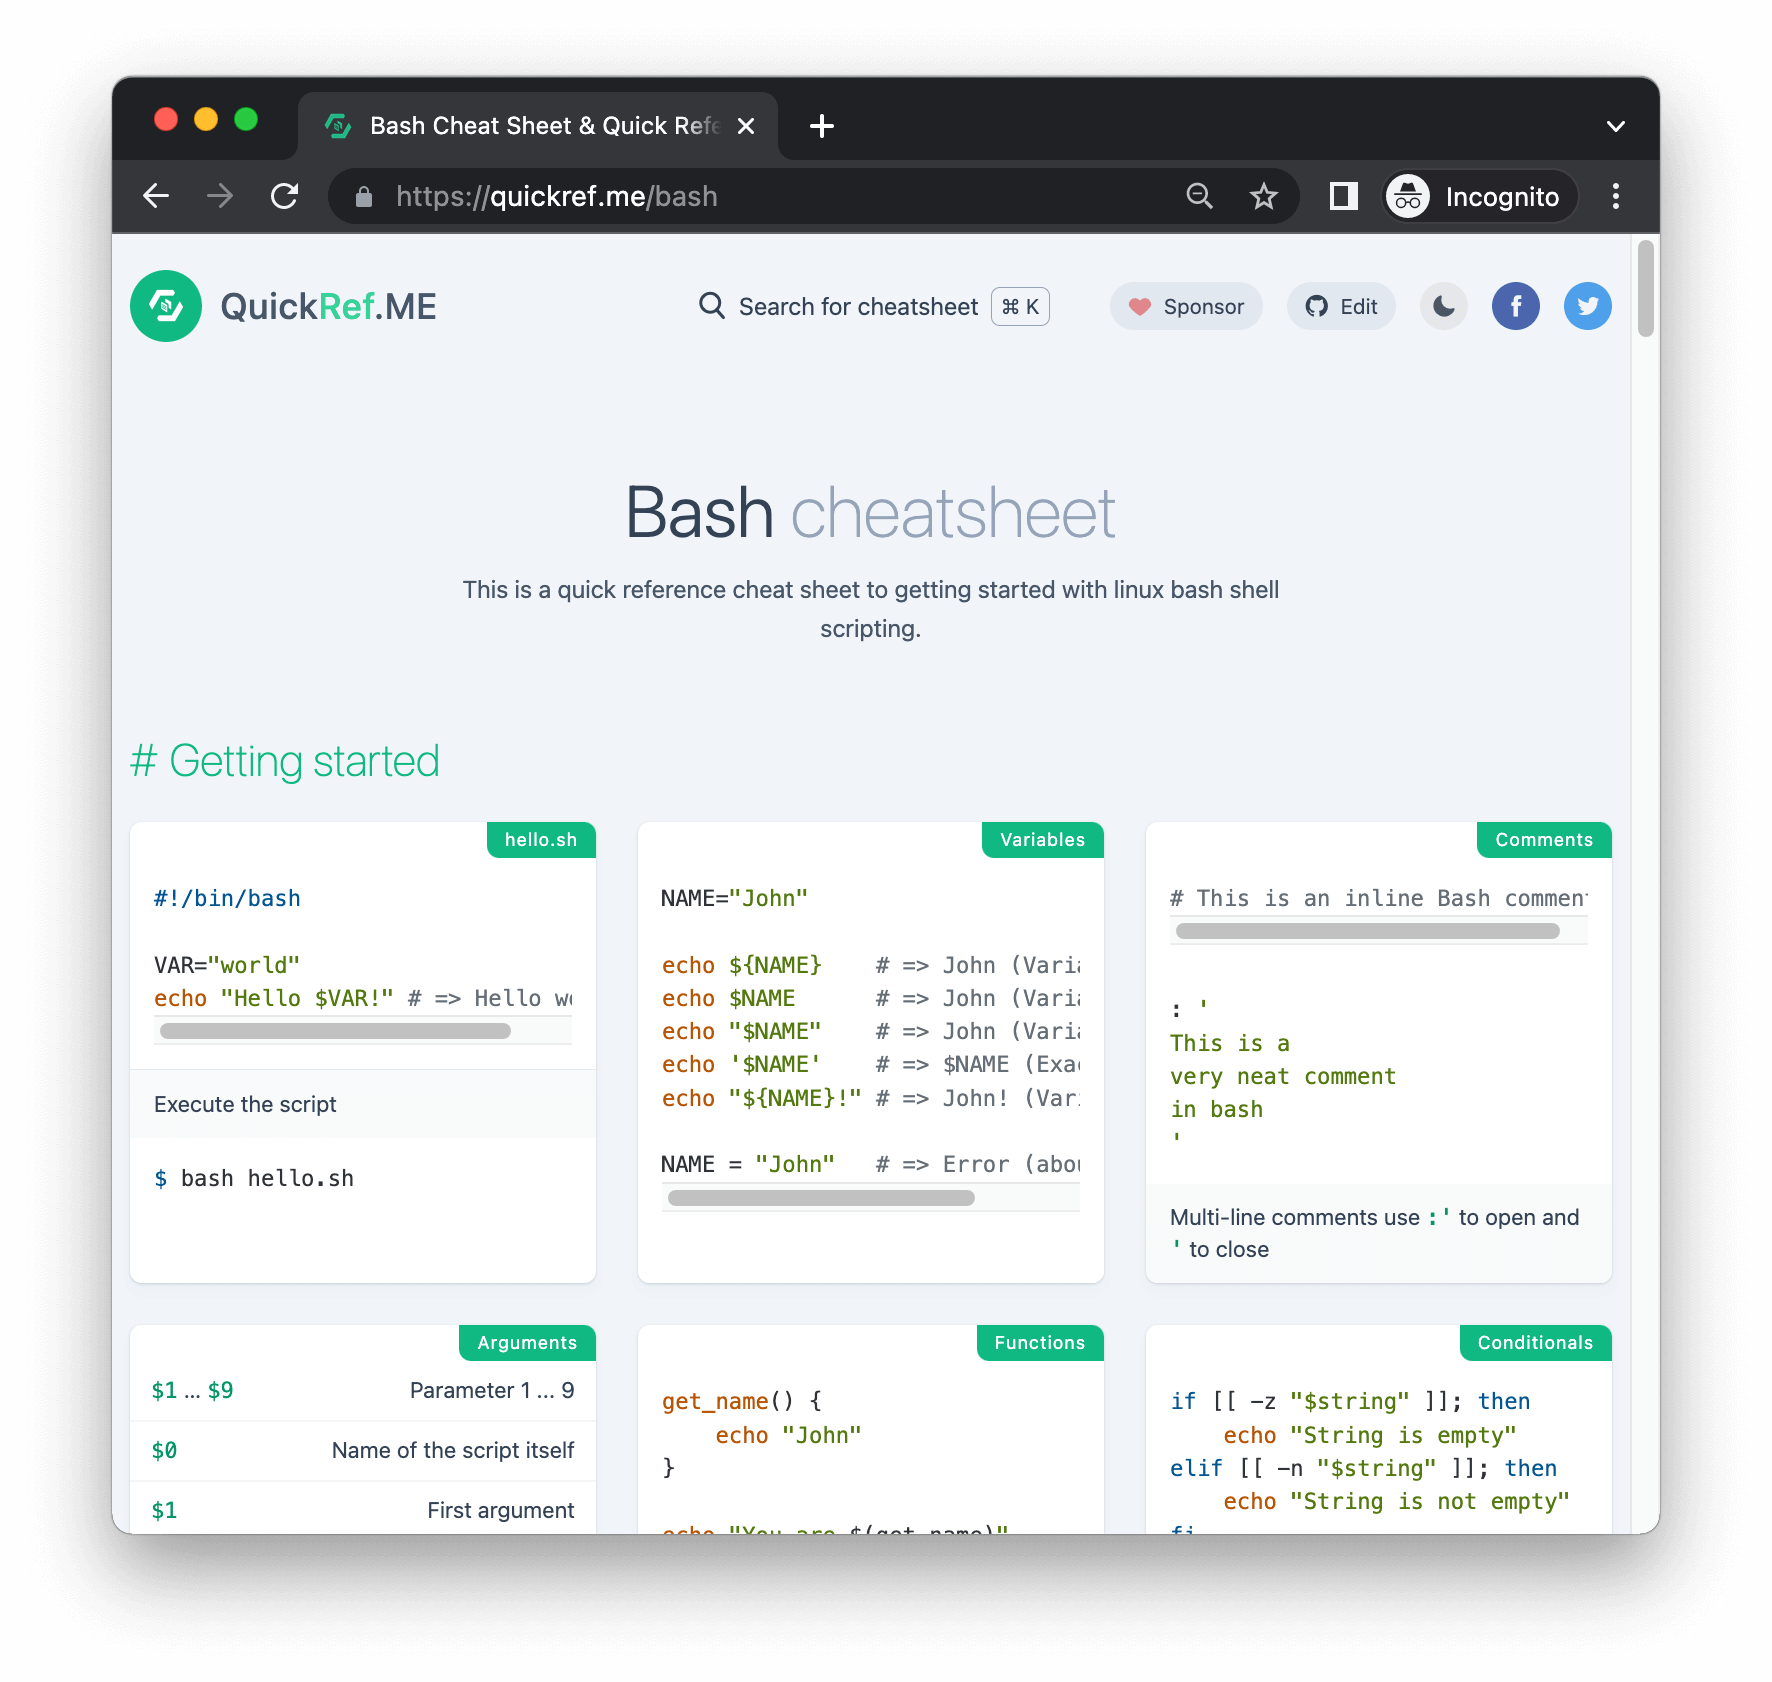 Bash Cheat Sheet & Quick Refe
https://quickref.me/bash
Incognito
QuickRef.ME
Search for cheatsheet
⌘ K
Sponsor
Edit
Bash cheatsheet
This is a quick reference cheat sheet to getting started with linux bash shell
scripting.
# Getting started
hello.sh
#!/bin/bash
VAR="world"
echo "Hello $VAR!" # => Hello wo
Execute the script
$ bash hello.sh
Variables
NAME="John"
echo ${NAME}    # => John (Varia
echo $NAME      # => John (Varia
echo "$NAME"    # => John (Varia
echo '$NAME'    # => $NAME (Exac
echo "${NAME}!" # => John! (Vari
NAME = "John"   # => Error (abou
Comments
# This is an inline Bash comment
: '
This is a
very neat comment
in bash
'
Multi-line comments use :' to open and
' to close
Arguments
$1 ... $9 Parameter 1 ... 9
$0 Name of the script itself
$1 First argument
Functions
get_name() {
    echo "John"
}
echo "You are $(get_name)"
Conditionals
if [[ -z "$string" ]]; then
    echo "String is empty"
elif [[ -n "$string" ]]; then
    echo "String is not empty"
fi